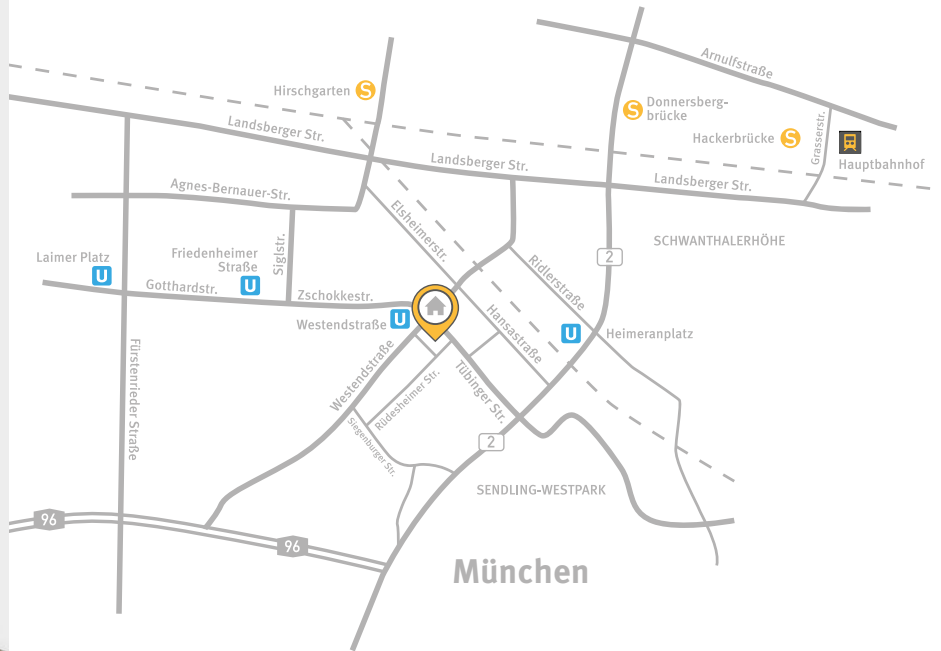 Arnulfstraße
Hirschgarten
S
S
Donnersberg-
brücke
Landsberger Str.
Hackerbrücke
S
Grasserstr.
Hauptbahnhof
Landsberger Str.
Landsberger Str.
Agnes-Bernauer-Str.
Elsheimerstr.
SCHWANTHALERHÖHE
Siglstr.
Friedenheimer
Straße
U
Laimer Platz
U
2
Ridlerstraße
Gotthardstr.
Zschokkestr.
Westendstraße
U
Hansastraße
U
Heimeranplatz
Fürstenrieder Straße
Westendstraße
Rüdesheimer Str.
Tübinger Str.
Siegenburger Str.
2
SENDLING-WESTPARK
96
96
München